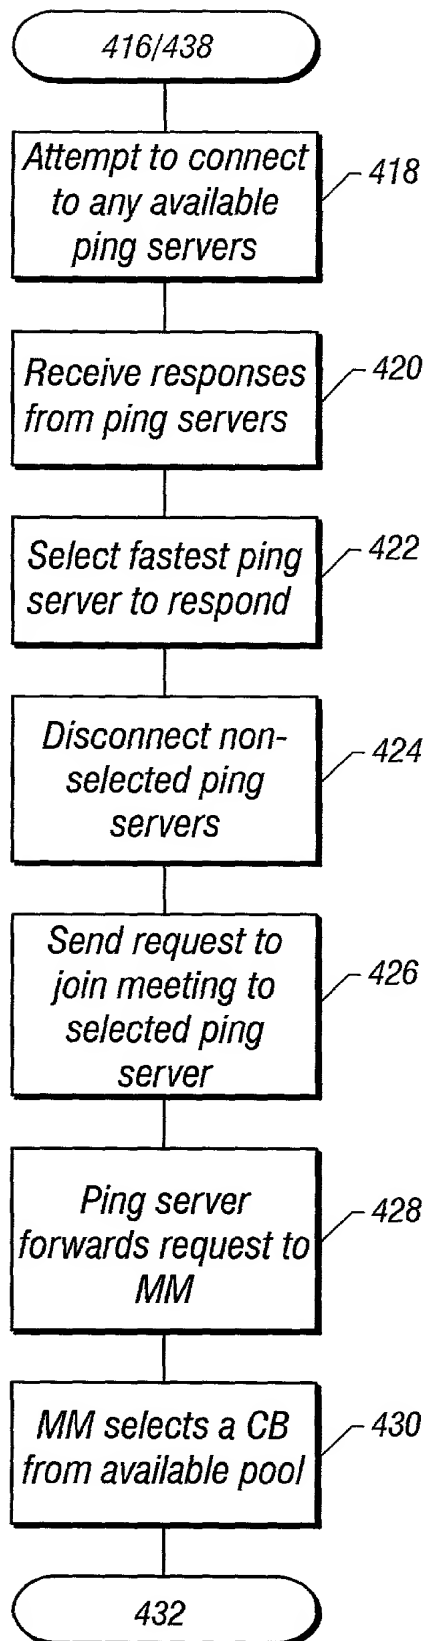 416/438
Attempt to connect
to any available
ping servers
418
Receive responses
from ping servers
420
Select fastest ping
server to respond
422
Disconnect non-
selected ping
servers
424
Send request to
join meeting to
selected ping
server
426
Ping server
forwards request to
MM
428
MM selects a CB
from available pool
430
432